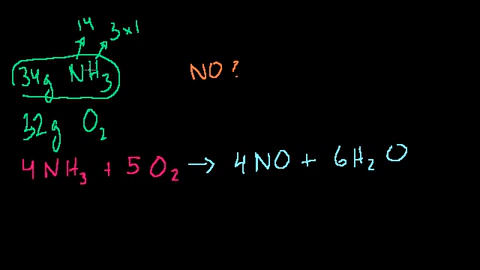 14 3×1
34g NH₃ NO?
32g O₂
4NH₃ + 5O₂ → 4NO + 6H₂O